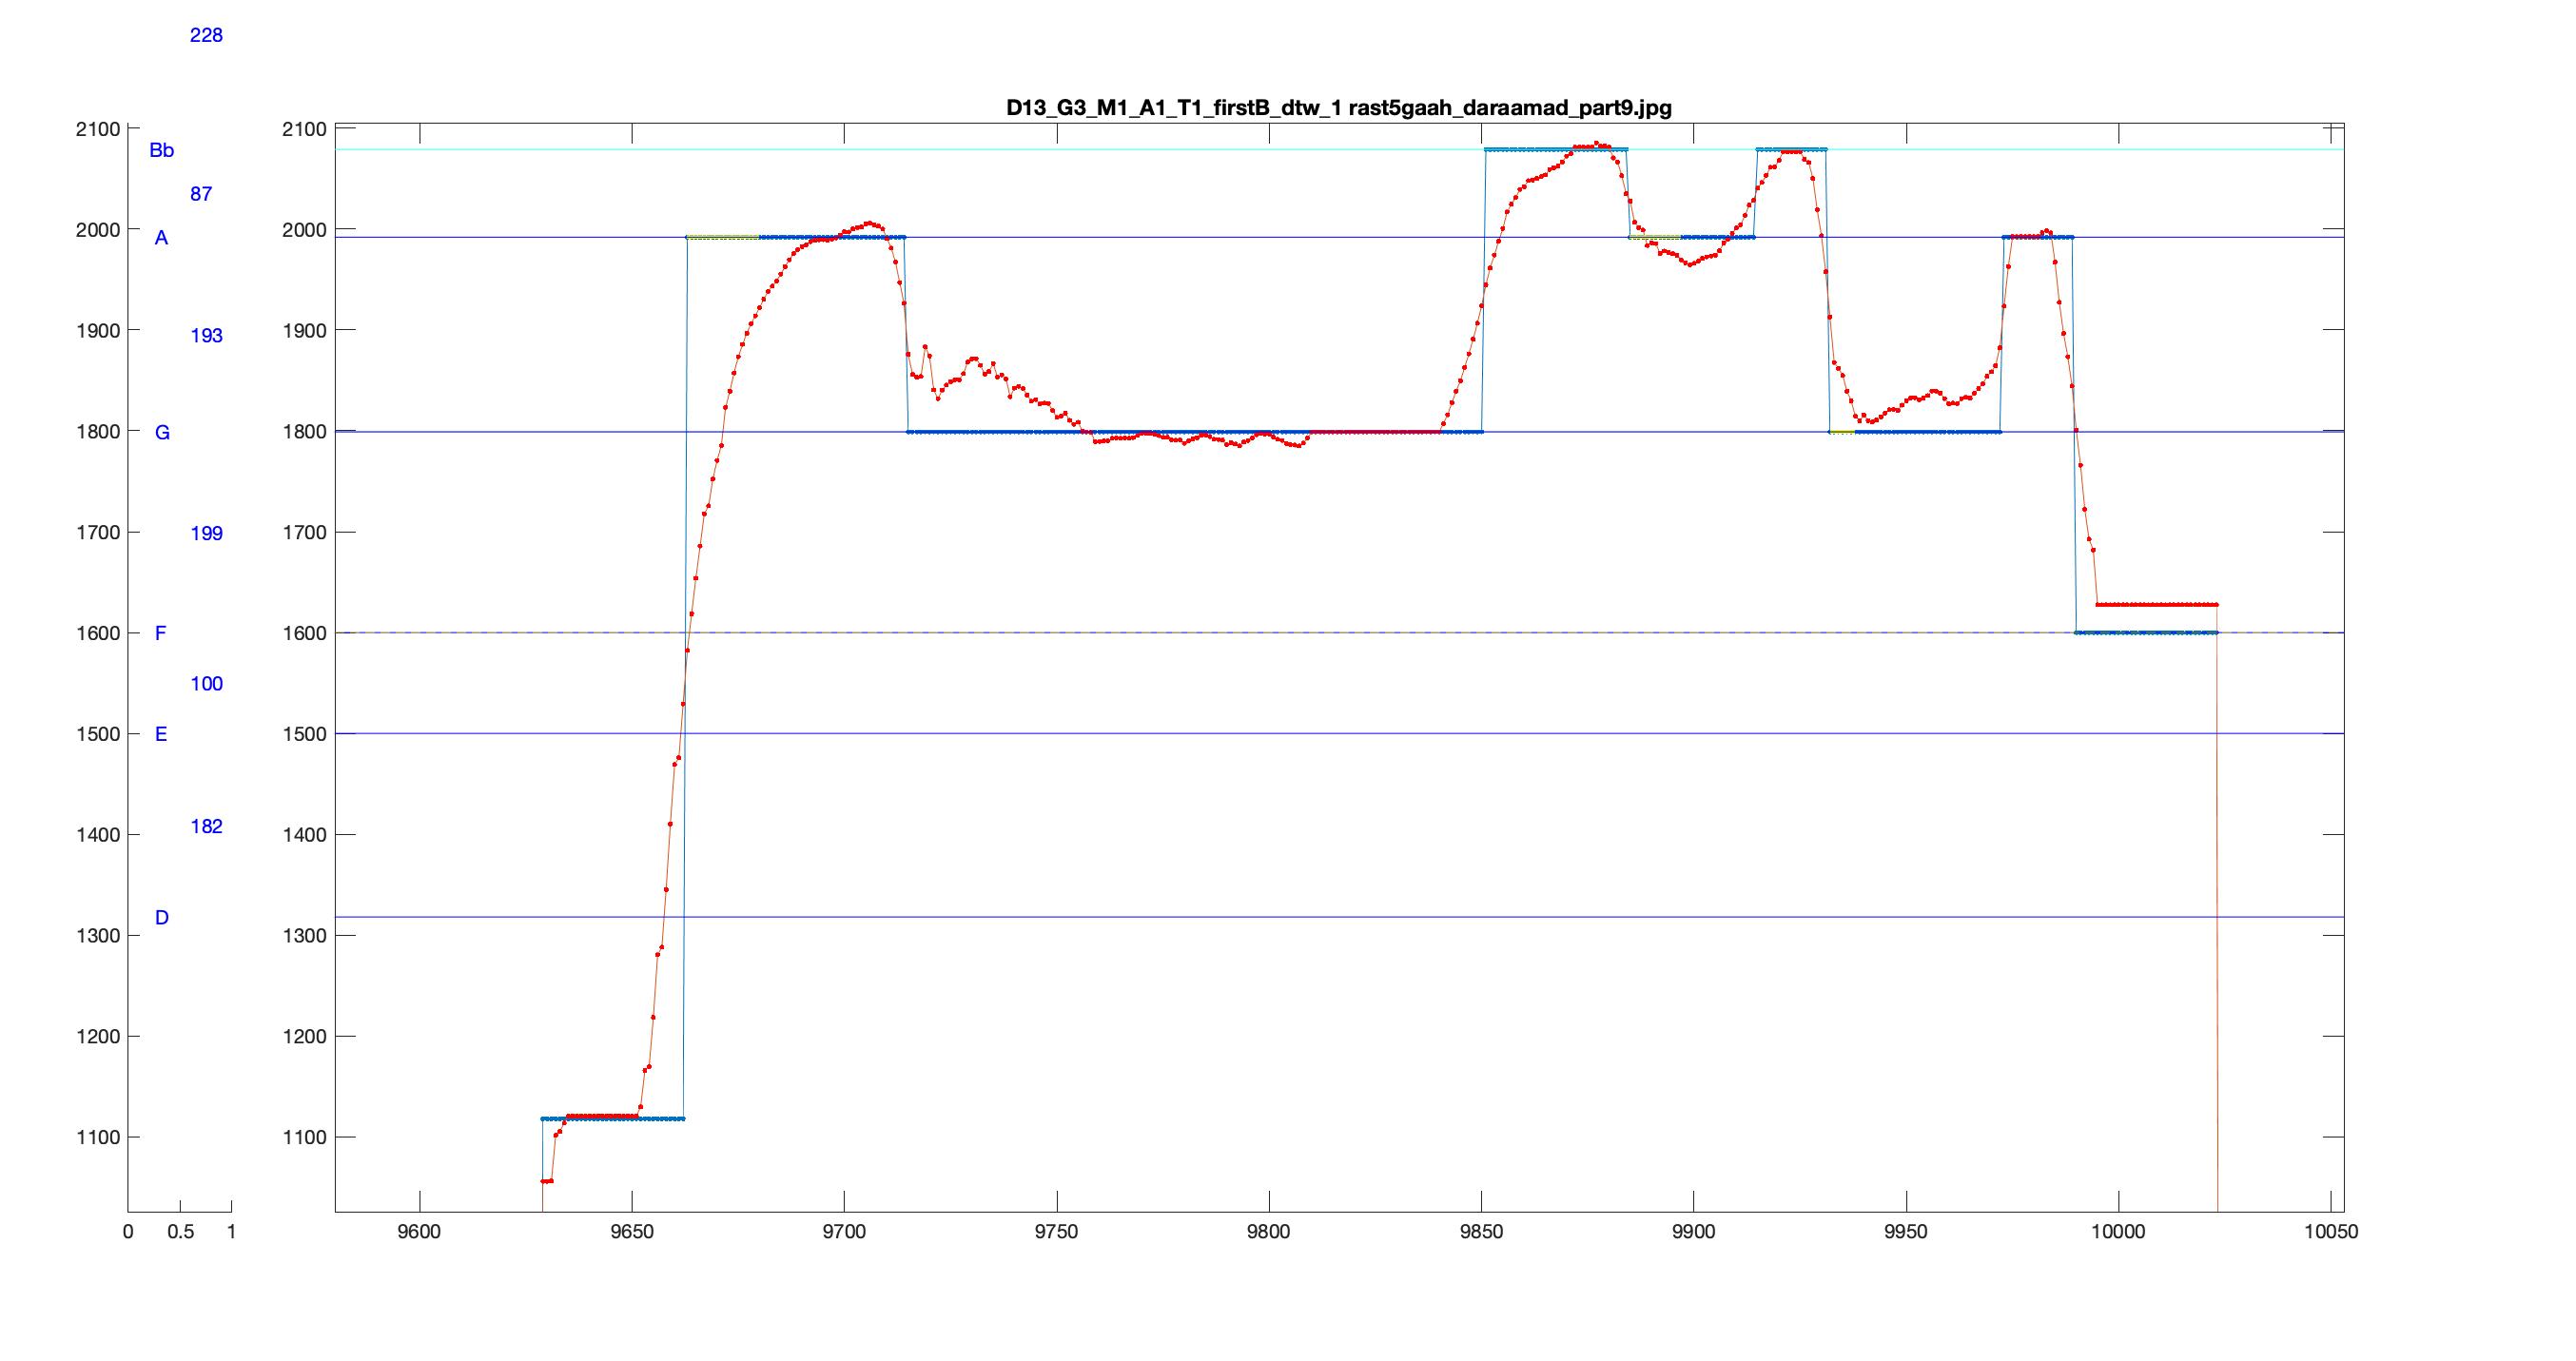 228
D13_G3_M1_A1_T1_firstB_dtw_1 rast5gaah_daraamad_part9.jpg
2100 2100
Bb
87
2000 A 2000
1900 193 1900
1800 G 1800
1700 199 1700
1600 F 1600
100
1500 E 1500
1400 182 1400
D
1300 1300
1200 1200
1100 1100
0 0.5 1 9600 9650 9700 9750 9800 9850 9900 9950 10000 10050